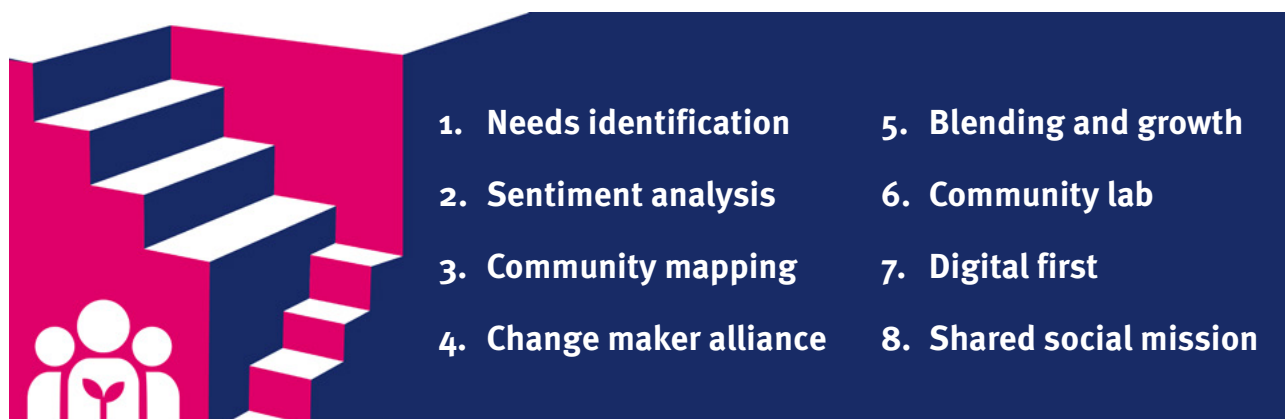 1. Needs identification
2. Sentiment analysis
3. Community mapping
4. Change maker alliance
5. Blending and growth
6. Community lab
7. Digital first
8. Shared social mission